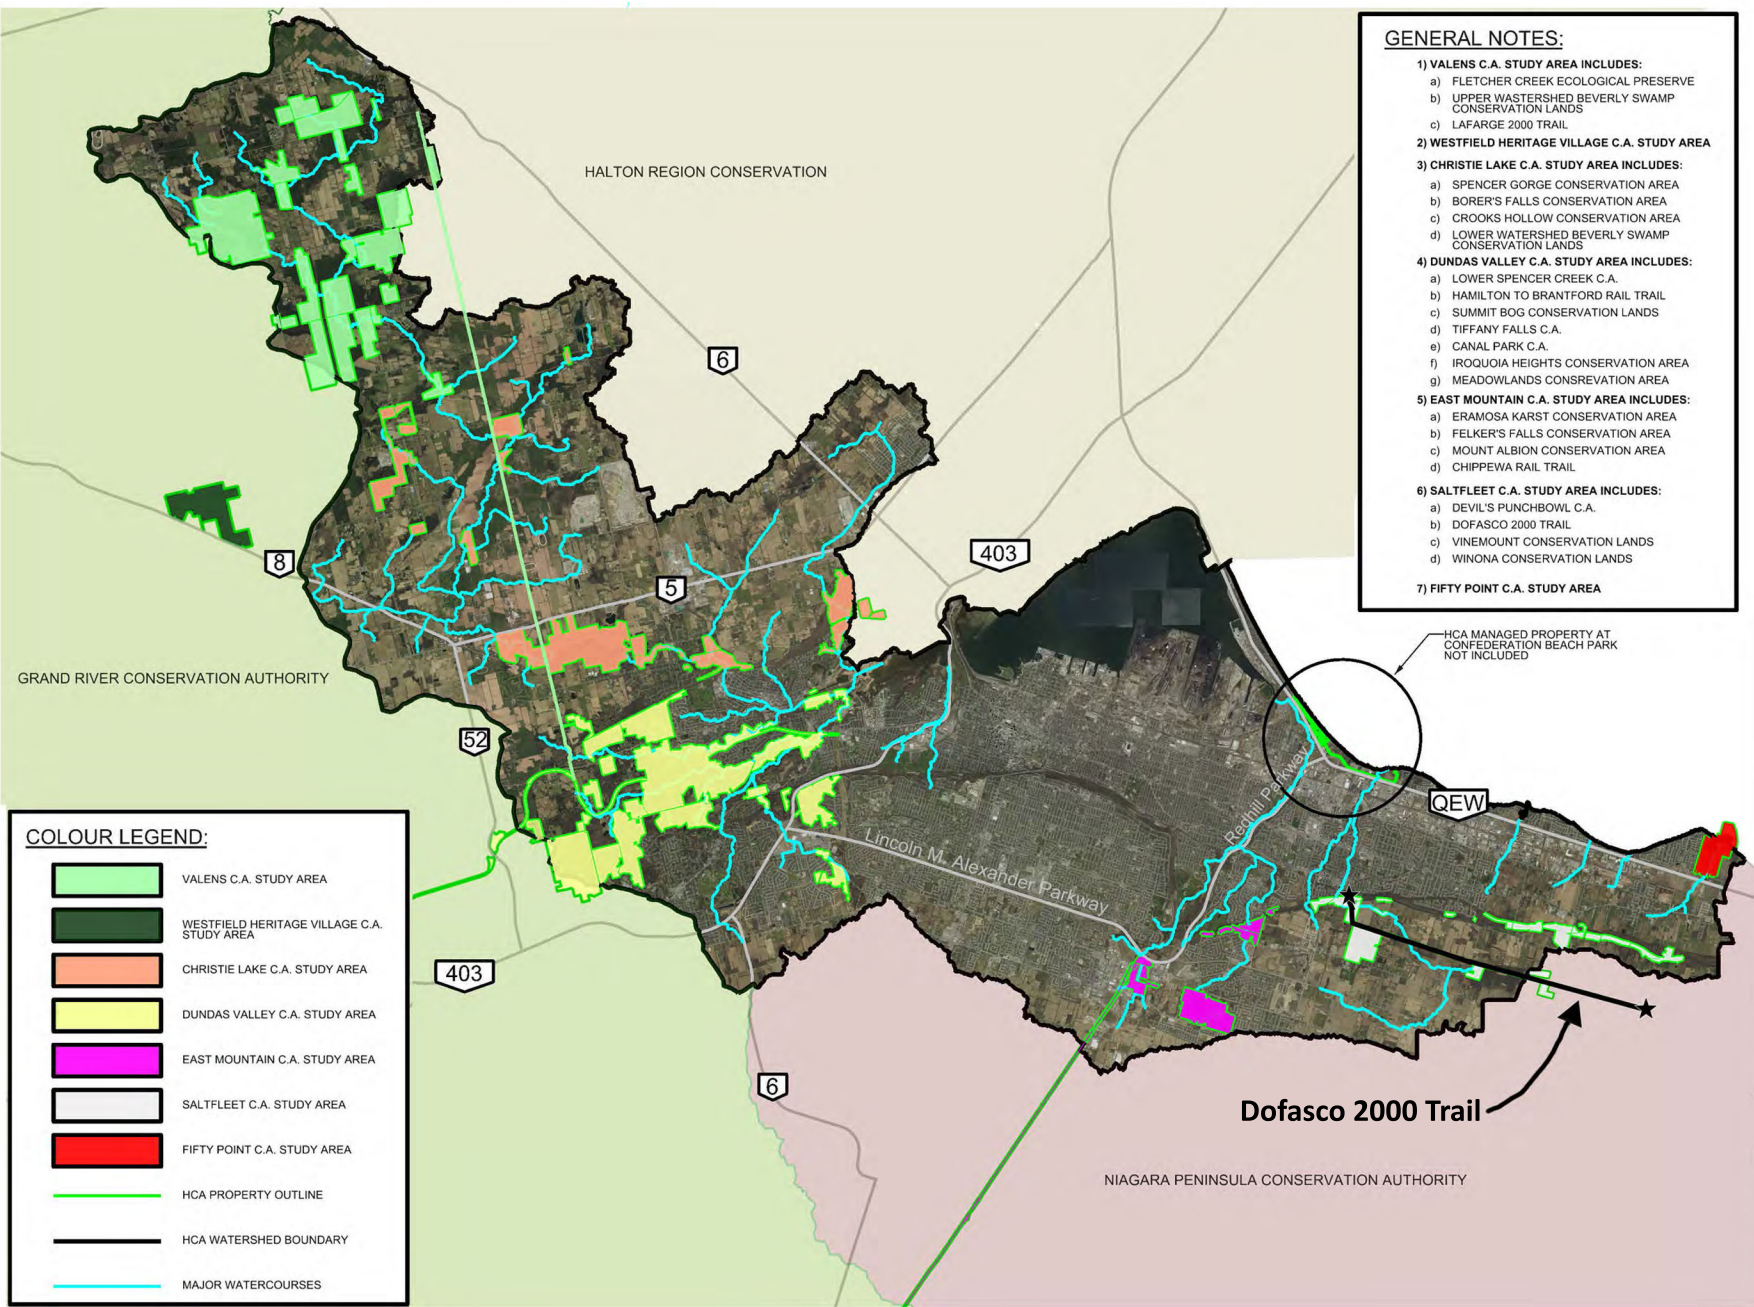 GENERAL NOTES:
1) VALENS C.A. STUDY AREA INCLUDES:
a) FLETCHER CREEK ECOLOGICAL PRESERVE
b) UPPER WASTERSHED BEVERLY SWAMP
CONSERVATION LANDS
c) LAFARGE 2000 TRAIL
2) WESTFIELD HERITAGE VILLAGE C.A. STUDY AREA
3) CHRISTIE LAKE C.A. STUDY AREA INCLUDES:
a) SPENCER GORGE CONSERVATION AREA
b) BORER'S FALLS CONSERVATION AREA
c) CROOKS HOLLOW CONSERVATION AREA
d) LOWER WATERSHED BEVERLY SWAMP
CONSERVATION LANDS
4) DUNDAS VALLEY C.A. STUDY AREA INCLUDES:
a) LOWER SPENCER CREEK C.A.
b) HAMILTON TO BRANTFORD RAIL TRAIL
c) SUMMIT BOG CONSERVATION LANDS
d) TIFFANY FALLS C.A.
e) CANAL PARK C.A.
f) IROQUOIA HEIGHTS CONSERVATION AREA
g) MEADOWLANDS CONSREVATION AREA
5) EAST MOUNTAIN C.A. STUDY AREA INCLUDES:
a) ERAMOSA KARST CONSERVATION AREA
b) FELKER'S FALLS CONSERVATION AREA
c) MOUNT ALBION CONSERVATION AREA
d) CHIPPEWA RAIL TRAIL
6) SALTFLEET C.A. STUDY AREA INCLUDES:
a) DEVIL'S PUNCHBOWL C.A.
b) DOFASCO 2000 TRAIL
c) VINEMOUNT CONSERVATION LANDS
d) WINONA CONSERVATION LANDS
7) FIFTY POINT C.A. STUDY AREA
HALTON REGION CONSERVATION
6
403
8
5
HCA MANAGED PROPERTY AT
CONFEDERATION BEACH PARK
NOT INCLUDED
GRAND RIVER CONSERVATION AUTHORITY
52
QEW
Redhill Parkway
Lincoln M. Alexander Parkway
403
6
Dofasco 2000 Trail
NIAGARA PENINSULA CONSERVATION AUTHORITY
COLOUR LEGEND:
VALENS C.A. STUDY AREA
WESTFIELD HERITAGE VILLAGE C.A.
STUDY AREA
CHRISTIE LAKE C.A. STUDY AREA
DUNDAS VALLEY C.A. STUDY AREA
EAST MOUNTAIN C.A. STUDY AREA
SALTFLEET C.A. STUDY AREA
FIFTY POINT C.A. STUDY AREA
HCA PROPERTY OUTLINE
HCA WATERSHED BOUNDARY
MAJOR WATERCOURSES